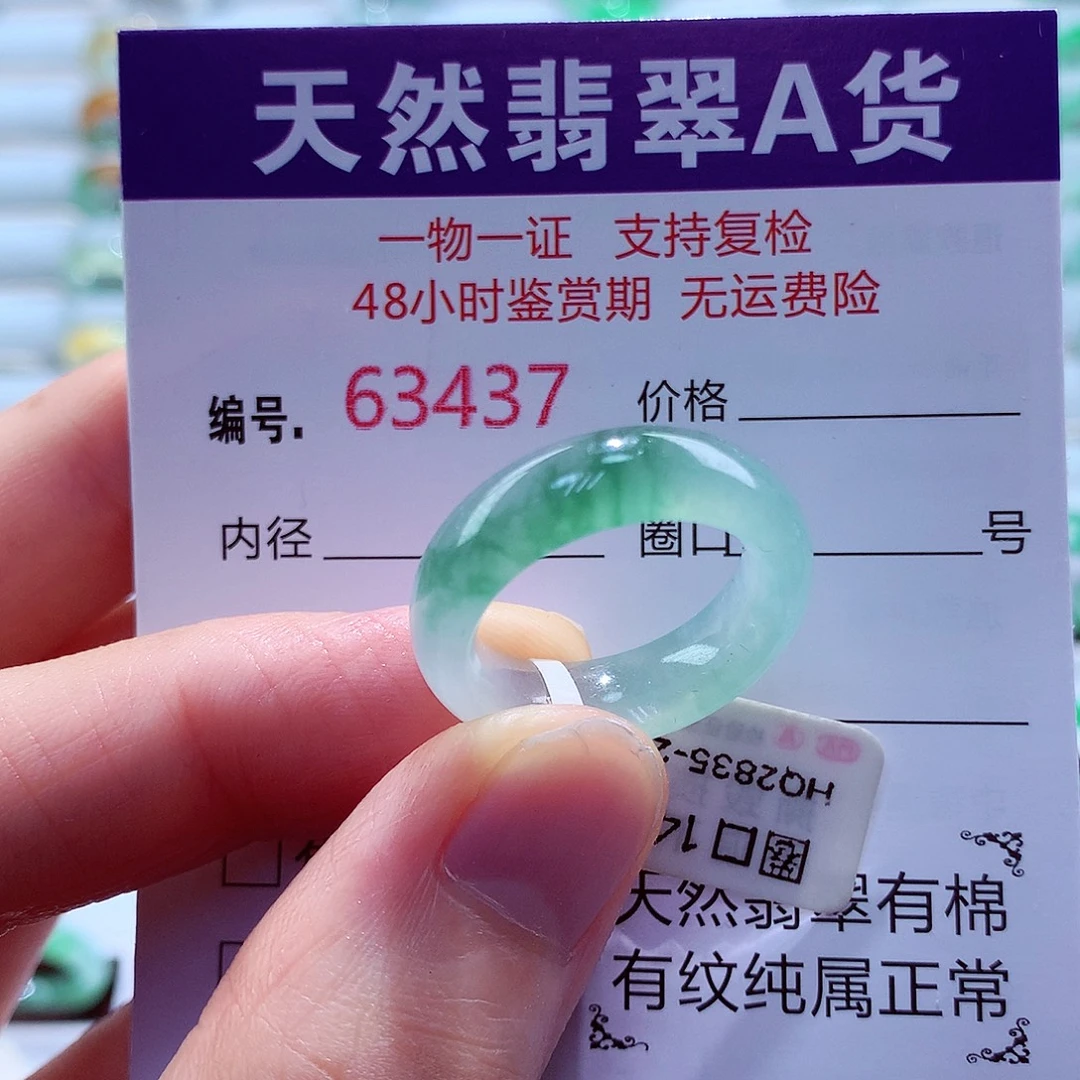 天然翡翠A货
一物一证 支持复检
48小时鉴赏期 无运费险
编号. 63437 价格
内径 圈口 号
HQ2835-2
圈口 14
天然翡翠有棉
有纹纯属正常